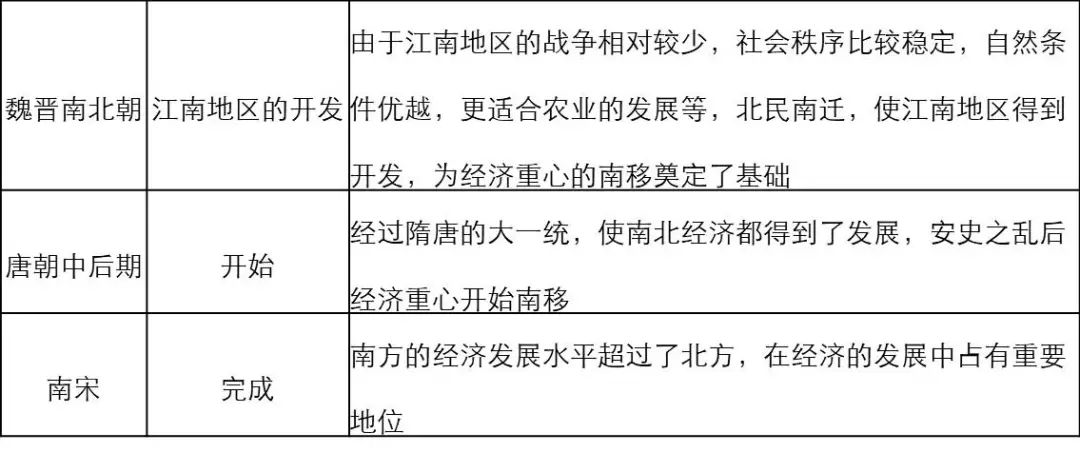 由于江南地区的战争相对较少，社会秩序比较稳定，自然条
魏晋南北朝 江南地区的开发 件优越，更适合农业的发展等，北民南迁，使江南地区得到
开发，为经济重心的南移奠定了基础
经过隋唐的大一统，使南北经济都得到了发展，安史之乱后
唐朝中后期 开始
经济重心开始南移
南方的经济发展水平超过了北方，在经济的发展中占有重要
南宋 完成
地位